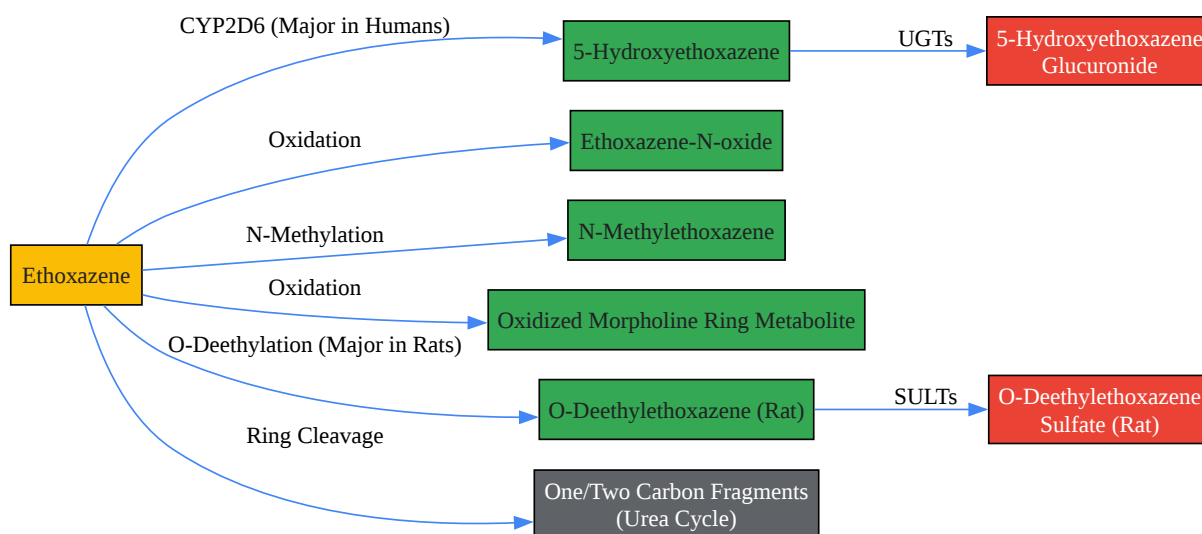 CYP2D6 (Major in Humans)
5-Hydroxyethoxazene
UGTs
5-Hydroxyethoxazene
Glucuronide
Oxidation
Ethoxazene-N-oxide
N-Methylation
N-Methylethoxazene
Ethoxazene
Oxidation
Oxidized Morpholine Ring Metabolite
O-Deethylation (Major in Rats)
O-Deethylethoxazene (Rat)
SULTs
O-Deethylethoxazene
Sulfate (Rat)
Ring Cleavage
One/Two Carbon Fragments
(Urea Cycle)